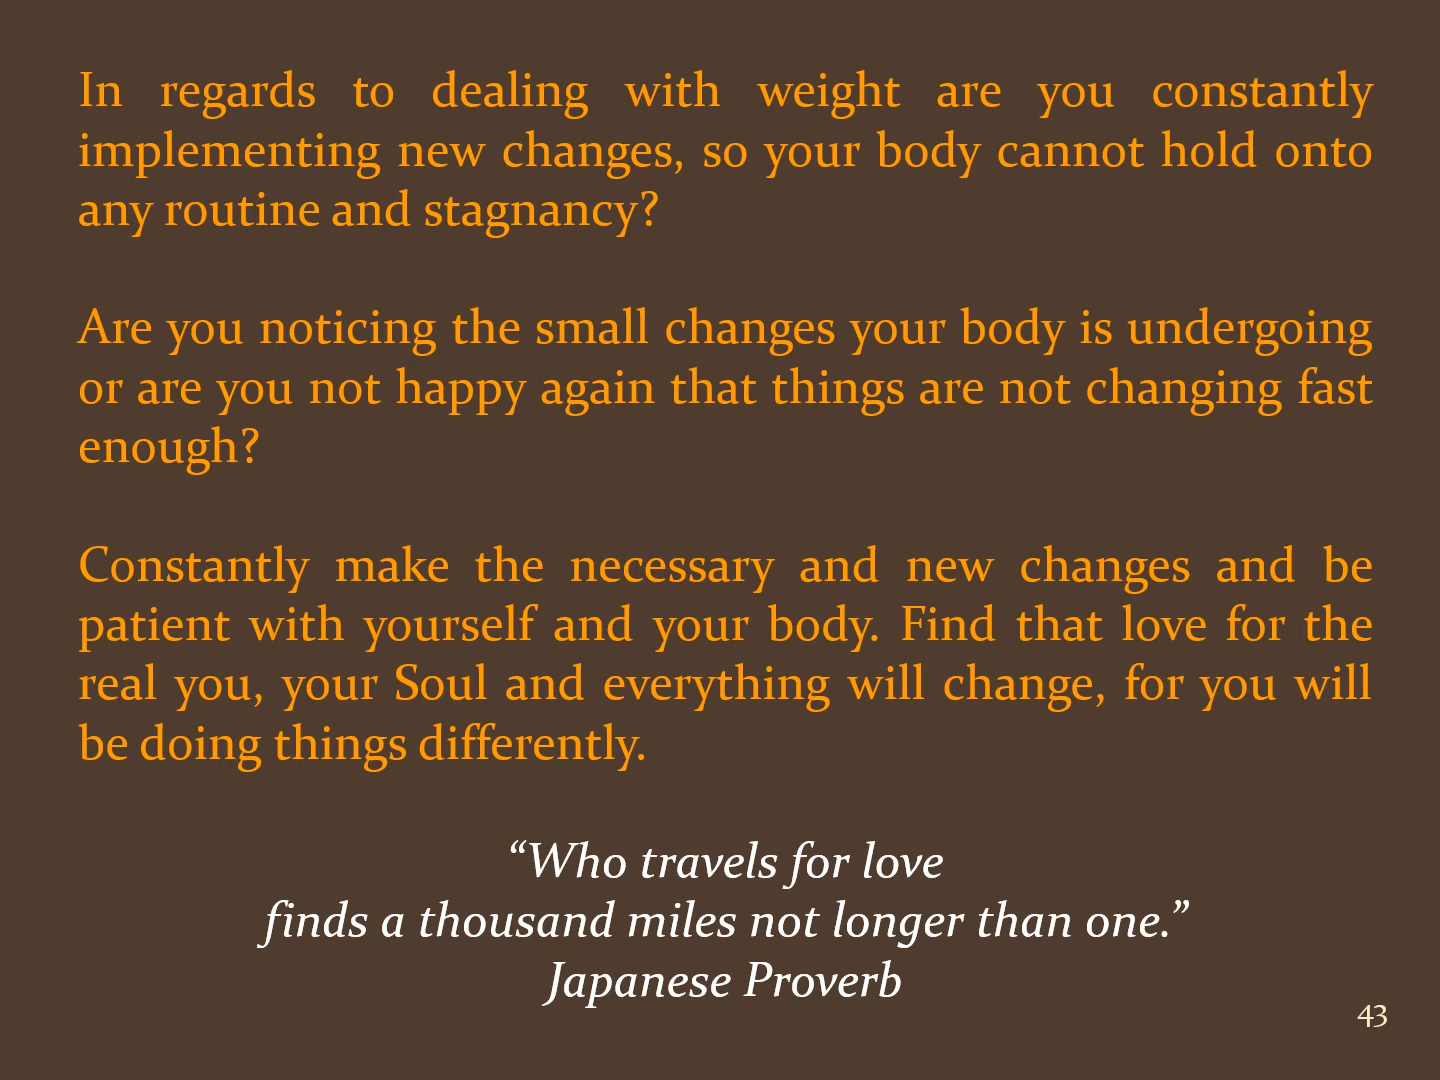 In regards to dealing with weight are you constantly
implementing new changes, so your body cannot hold onto
any routine and stagnancy?
Are you noticing the small changes your body is undergoing
or are you not happy again that things are not changing fast
enough?
Constantly make the necessary and new changes and be
patient with yourself and your body. Find that love for the
real you, your Soul and everything will change, for you will
be doing things differently.
“Who travels for love
finds a thousand miles not longer than one.”
Japanese Proverb
43